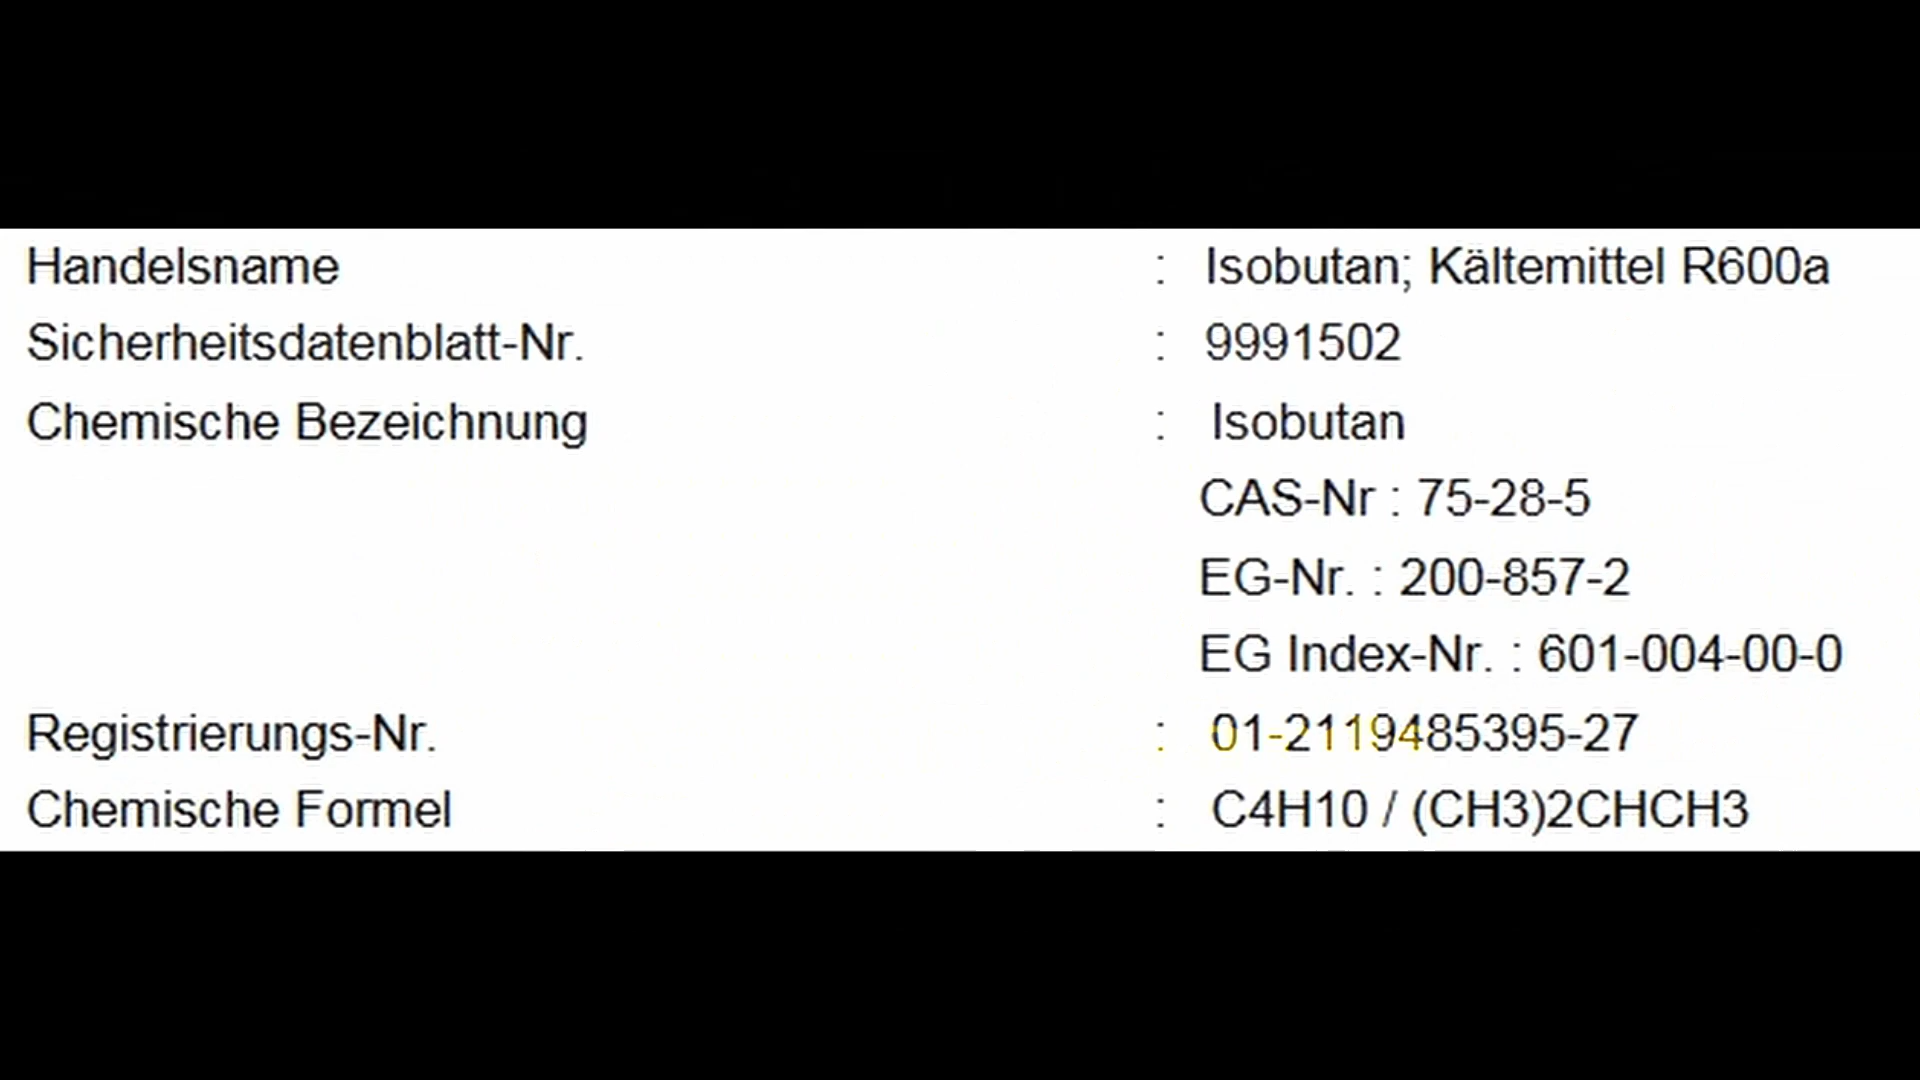 Handelsname : Isobutan; Kältemittel R600a
Sicherheitsdatenblatt-Nr. : 9991502
Chemische Bezeichnung : Isobutan
CAS-Nr : 75-28-5
EG-Nr. : 200-857-2
EG Index-Nr. : 601-004-00-0
Registrierungs-Nr. : 01-2119485395-27
Chemische Formel : C4H10 / (CH3)2CHCH3